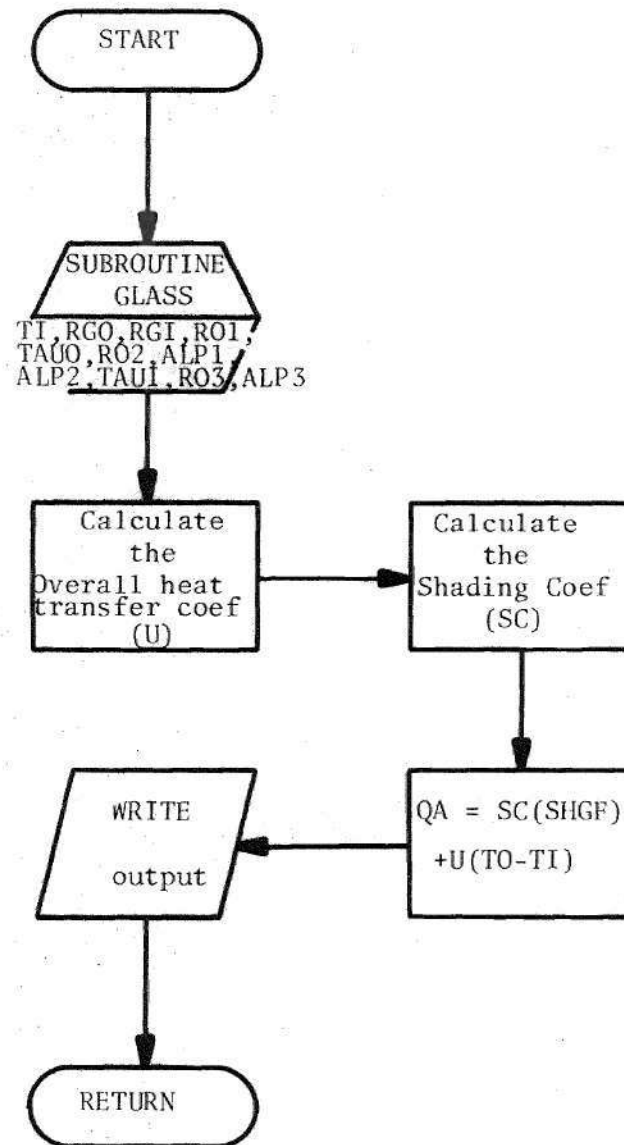 START
SUBROUTINE
GLASS
TI,RGO,RGI,RO1,
TAUO,RO2,ALP1,
ALP2,TAUI,RO3,ALP3
Calculate
the
Overall heat
transfer coef
(U)
Calculate
the
Shading Coef
(SC)
QA = SC(SHGF)
+U(TO-TI)
WRITE
output
RETURN